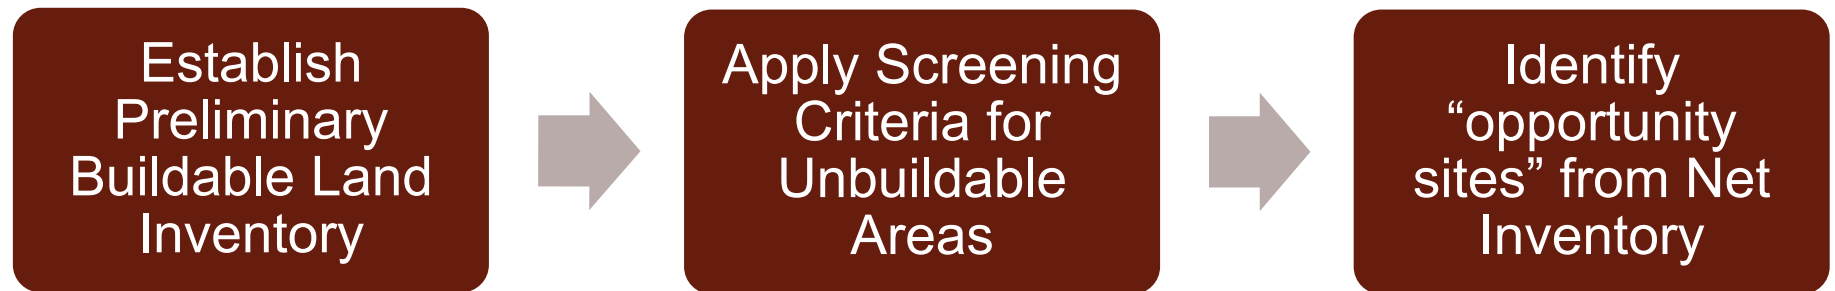 Establish
Preliminary
Buildable Land
Inventory
Apply Screening
Criteria for
Unbuildable
Areas
Identify
“opportunity
sites” from Net
Inventory